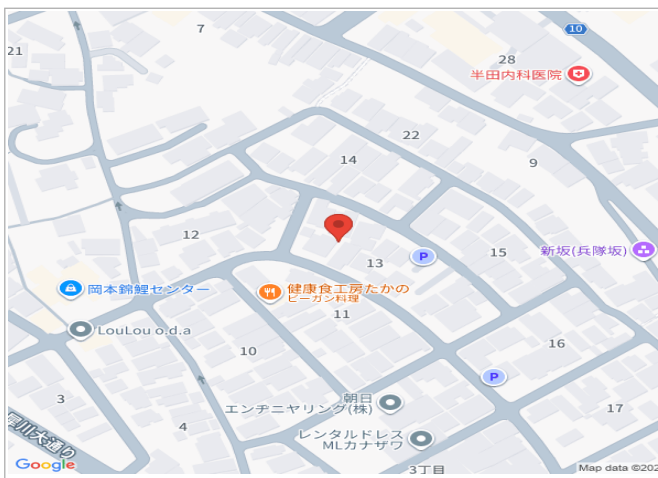 7
10
21
28
半田内科医院
22
14
9
12
15
新坂(兵隊坂)
13
P
岡本錦鯉センター
健康食工房たかの
ビーガン料理
11
LouLou o.d.a
10
16
P
3
朝日
エンヂニヤリング(株)
4
17
レンタルドレス
MLカナザワ
川大通り
3丁目
Google
Map data ©202